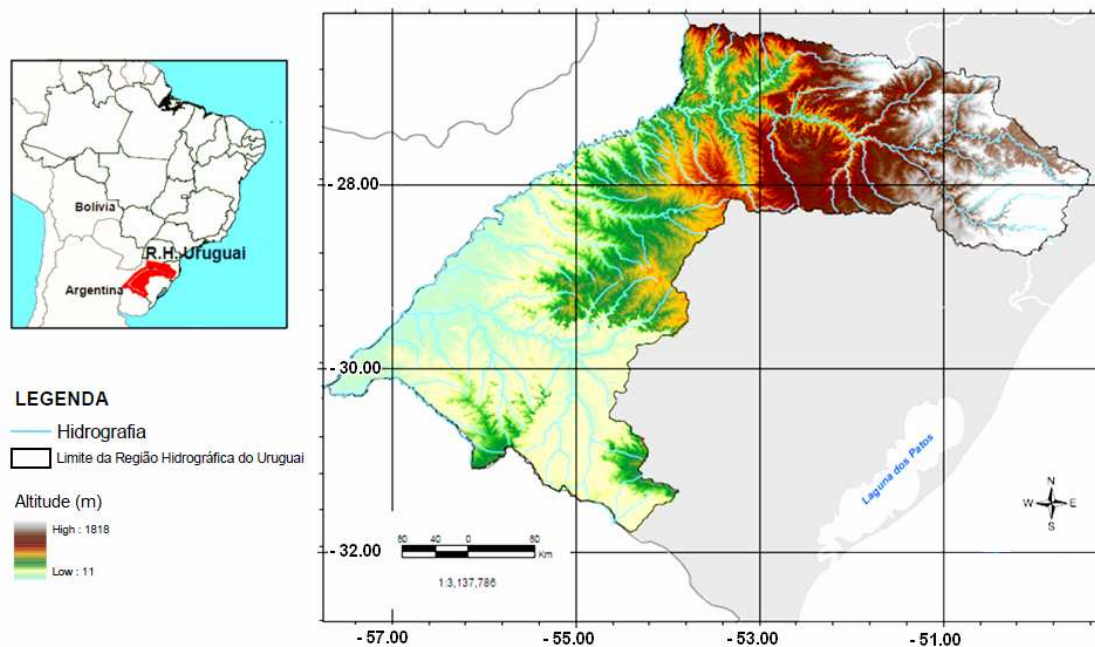 Bolívia
R.H. Uruguai
Argentina
LEGENDA
Hidrografia
Limite da Região Hidrográfica do Uruguai
Altitude (m)
High : 1818
Low : 11
- 28.00
- 30.00
- 32.00
- 57.00
- 55.00
- 53.00
- 51.00
Laguna dos Patos
N
W E
S
80 40 0 80
Km
1:3,137,786